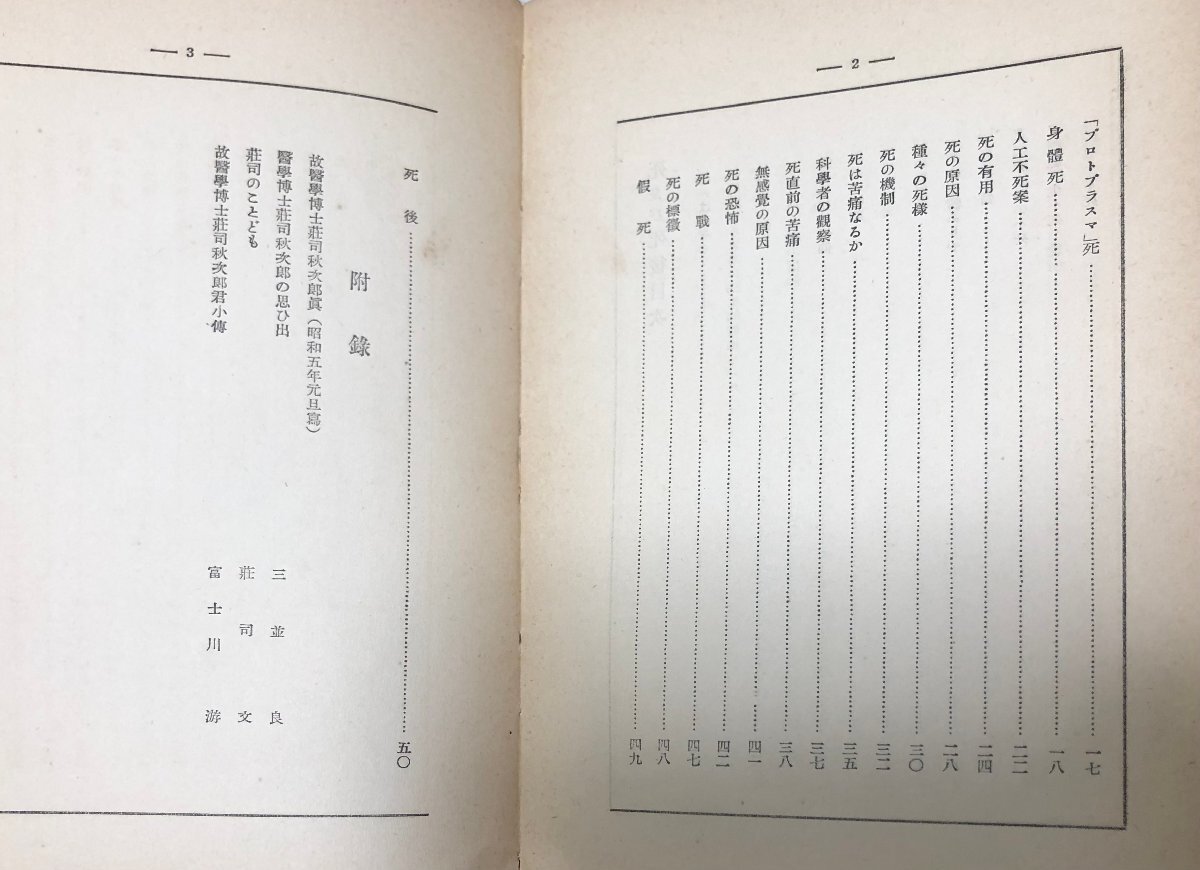 — 2 —
「プロトプラスマ」死 一七
身體死 一八
人工不死案 二二
死の有用 二四
死の原因 二八
種々の死樣 三〇
死の機制 三二
死は苦痛なるか 三五
科學者の觀察 三七
死直前の苦痛 三八
無感覺の原因 四一
死の恐怖 四二
死戰 四七
死の標徵 四八
假死 四九
— 3 —
死後 五〇
附錄
故醫學博士莊司秋次郎眞(昭和五年元旦寫)
醫學博士莊司秋次郎の思ひ出 三並良
莊司のことども 莊司文
故醫學博士莊司秋次郎君小傳 富士川游